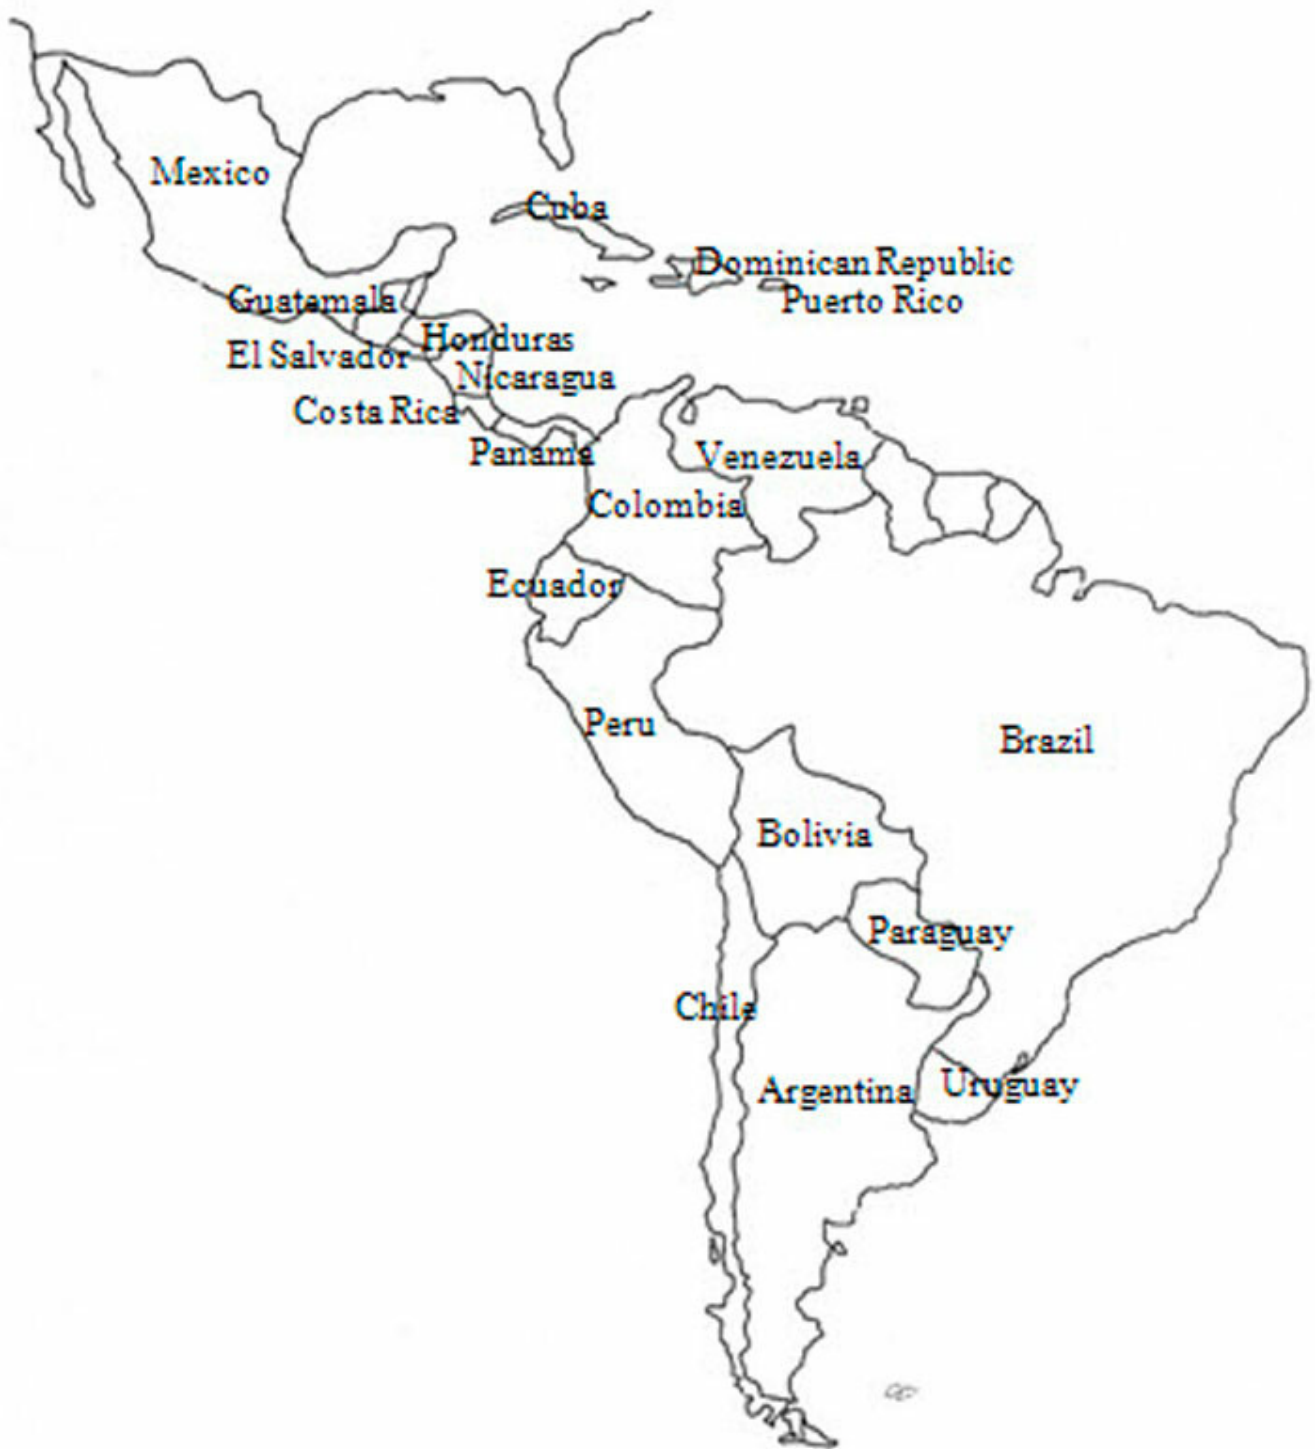 Mexico
Cuba
Dominican Republic
Puerto Rico
Guatemala
Honduras
El Salvador
Nicaragua
Costa Rica
Panama
Venezuela
Colombia
Ecuador
Peru
Brazil
Bolivia
Paraguay
Chile
Argentina
Uruguay